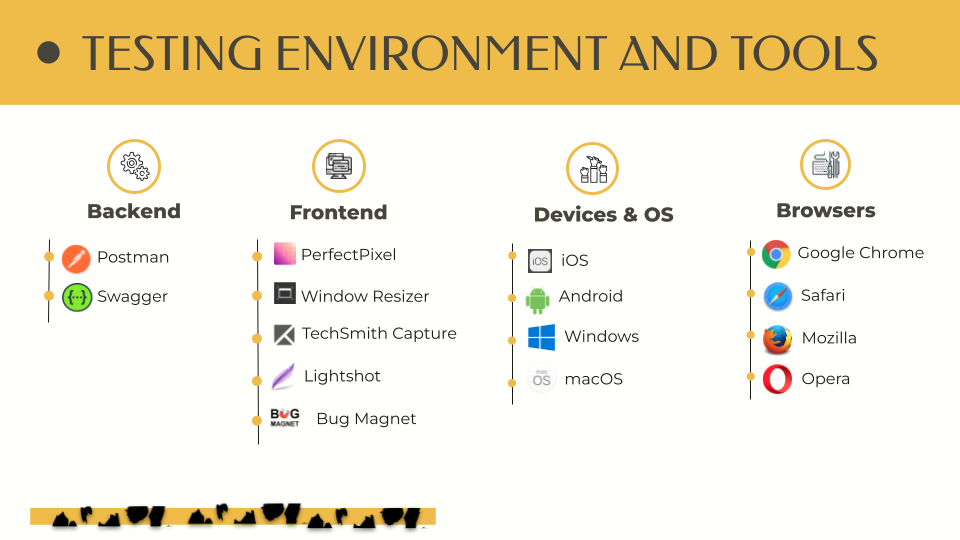 TESTING ENVIRONMENT AND TOOLS
Backend
Postman
{···} Swagger
Frontend
PerfectPixel
Window Resizer
TechSmith Capture
Lightshot
BUG
MAGNET
Bug Magnet
Devices & OS
iOS iOS
Android
Windows
macOS
OS
macOS
Browsers
Google Chrome
Safari
Mozilla
Opera